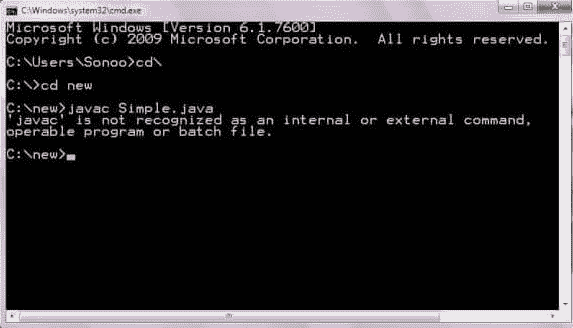 C:\Windows\system32\cmd.exe
Microsoft Windows [Version 6.1.7600]
Copyright (c) 2009 Microsoft Corporation.  All rights reserved.
C:\Users\Sonoo>cd\
C:\>cd new
C:\new>javac Simple.java
'javac' is not recognized as an internal or external command,
operable program or batch file.
C:\new>